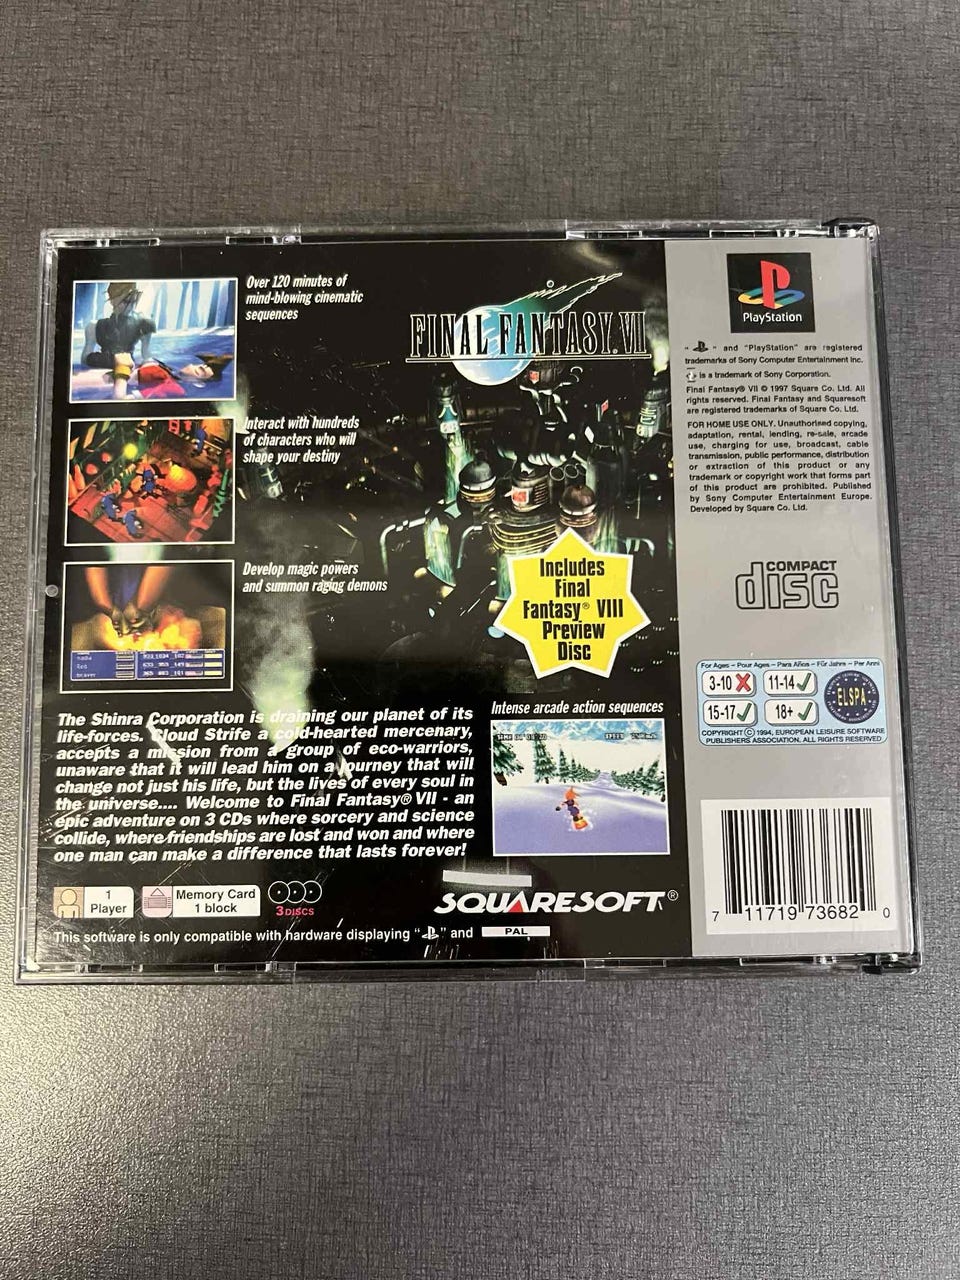 Over 120 minutes of
mind-blowing cinematic
sequences
Interact with hundreds
of characters who will
shape your destiny
Develop magic powers
and summon raging demons
FINAL FANTASY VII
Includes
Final
Fantasy® VIII
Preview
Disc
Intense arcade action sequences
The Shinra Corporation is draining our planet of its
life-forces. Cloud Strife a cold-hearted mercenary,
accepts a mission from a group of eco-warriors,
unaware that it will lead him on a journey that will
change not just his life, but the lives of every soul in
the universe.... Welcome to Final Fantasy® VII - an
epic adventure on 3 CDs where sorcery and science
collide, where friendships are lost and won and where
one man can make a difference that lasts forever!
1
Player
Memory Card
1 block
3 DISCS
SQUARESOFT®
This software is only compatible with hardware displaying " " and PAL
PlayStation
" " and "PlayStation" are registered
trademarks of Sony Computer Entertainment Inc.
is a trademark of Sony Corporation.
Final Fantasy® VII © 1997 Square Co. Ltd. All
rights reserved. Final Fantasy and Squaresoft
are registered trademarks of Square Co. Ltd.
FOR HOME USE ONLY. Unauthorised copying,
adaptation, rental, lending, re-sale, arcade
use, charging for use, broadcast, cable
transmission, public performance, distribution
or extraction of this product or any
trademark or copyright work that forms part
of this product are prohibited. Published
by Sony Computer Entertainment Europe.
Developed by Square Co. Ltd.
COMPACT
disc
For Ages – Pour Ages – Para Años – Für Jahre – Per Anni
3-10 11-14
15-17 18+
ELSPA
COPYRIGHT © 1994, EUROPEAN LEISURE SOFTWARE
PUBLISHERS ASSOCIATION. ALL RIGHTS RESERVED
7 11719 73682 0